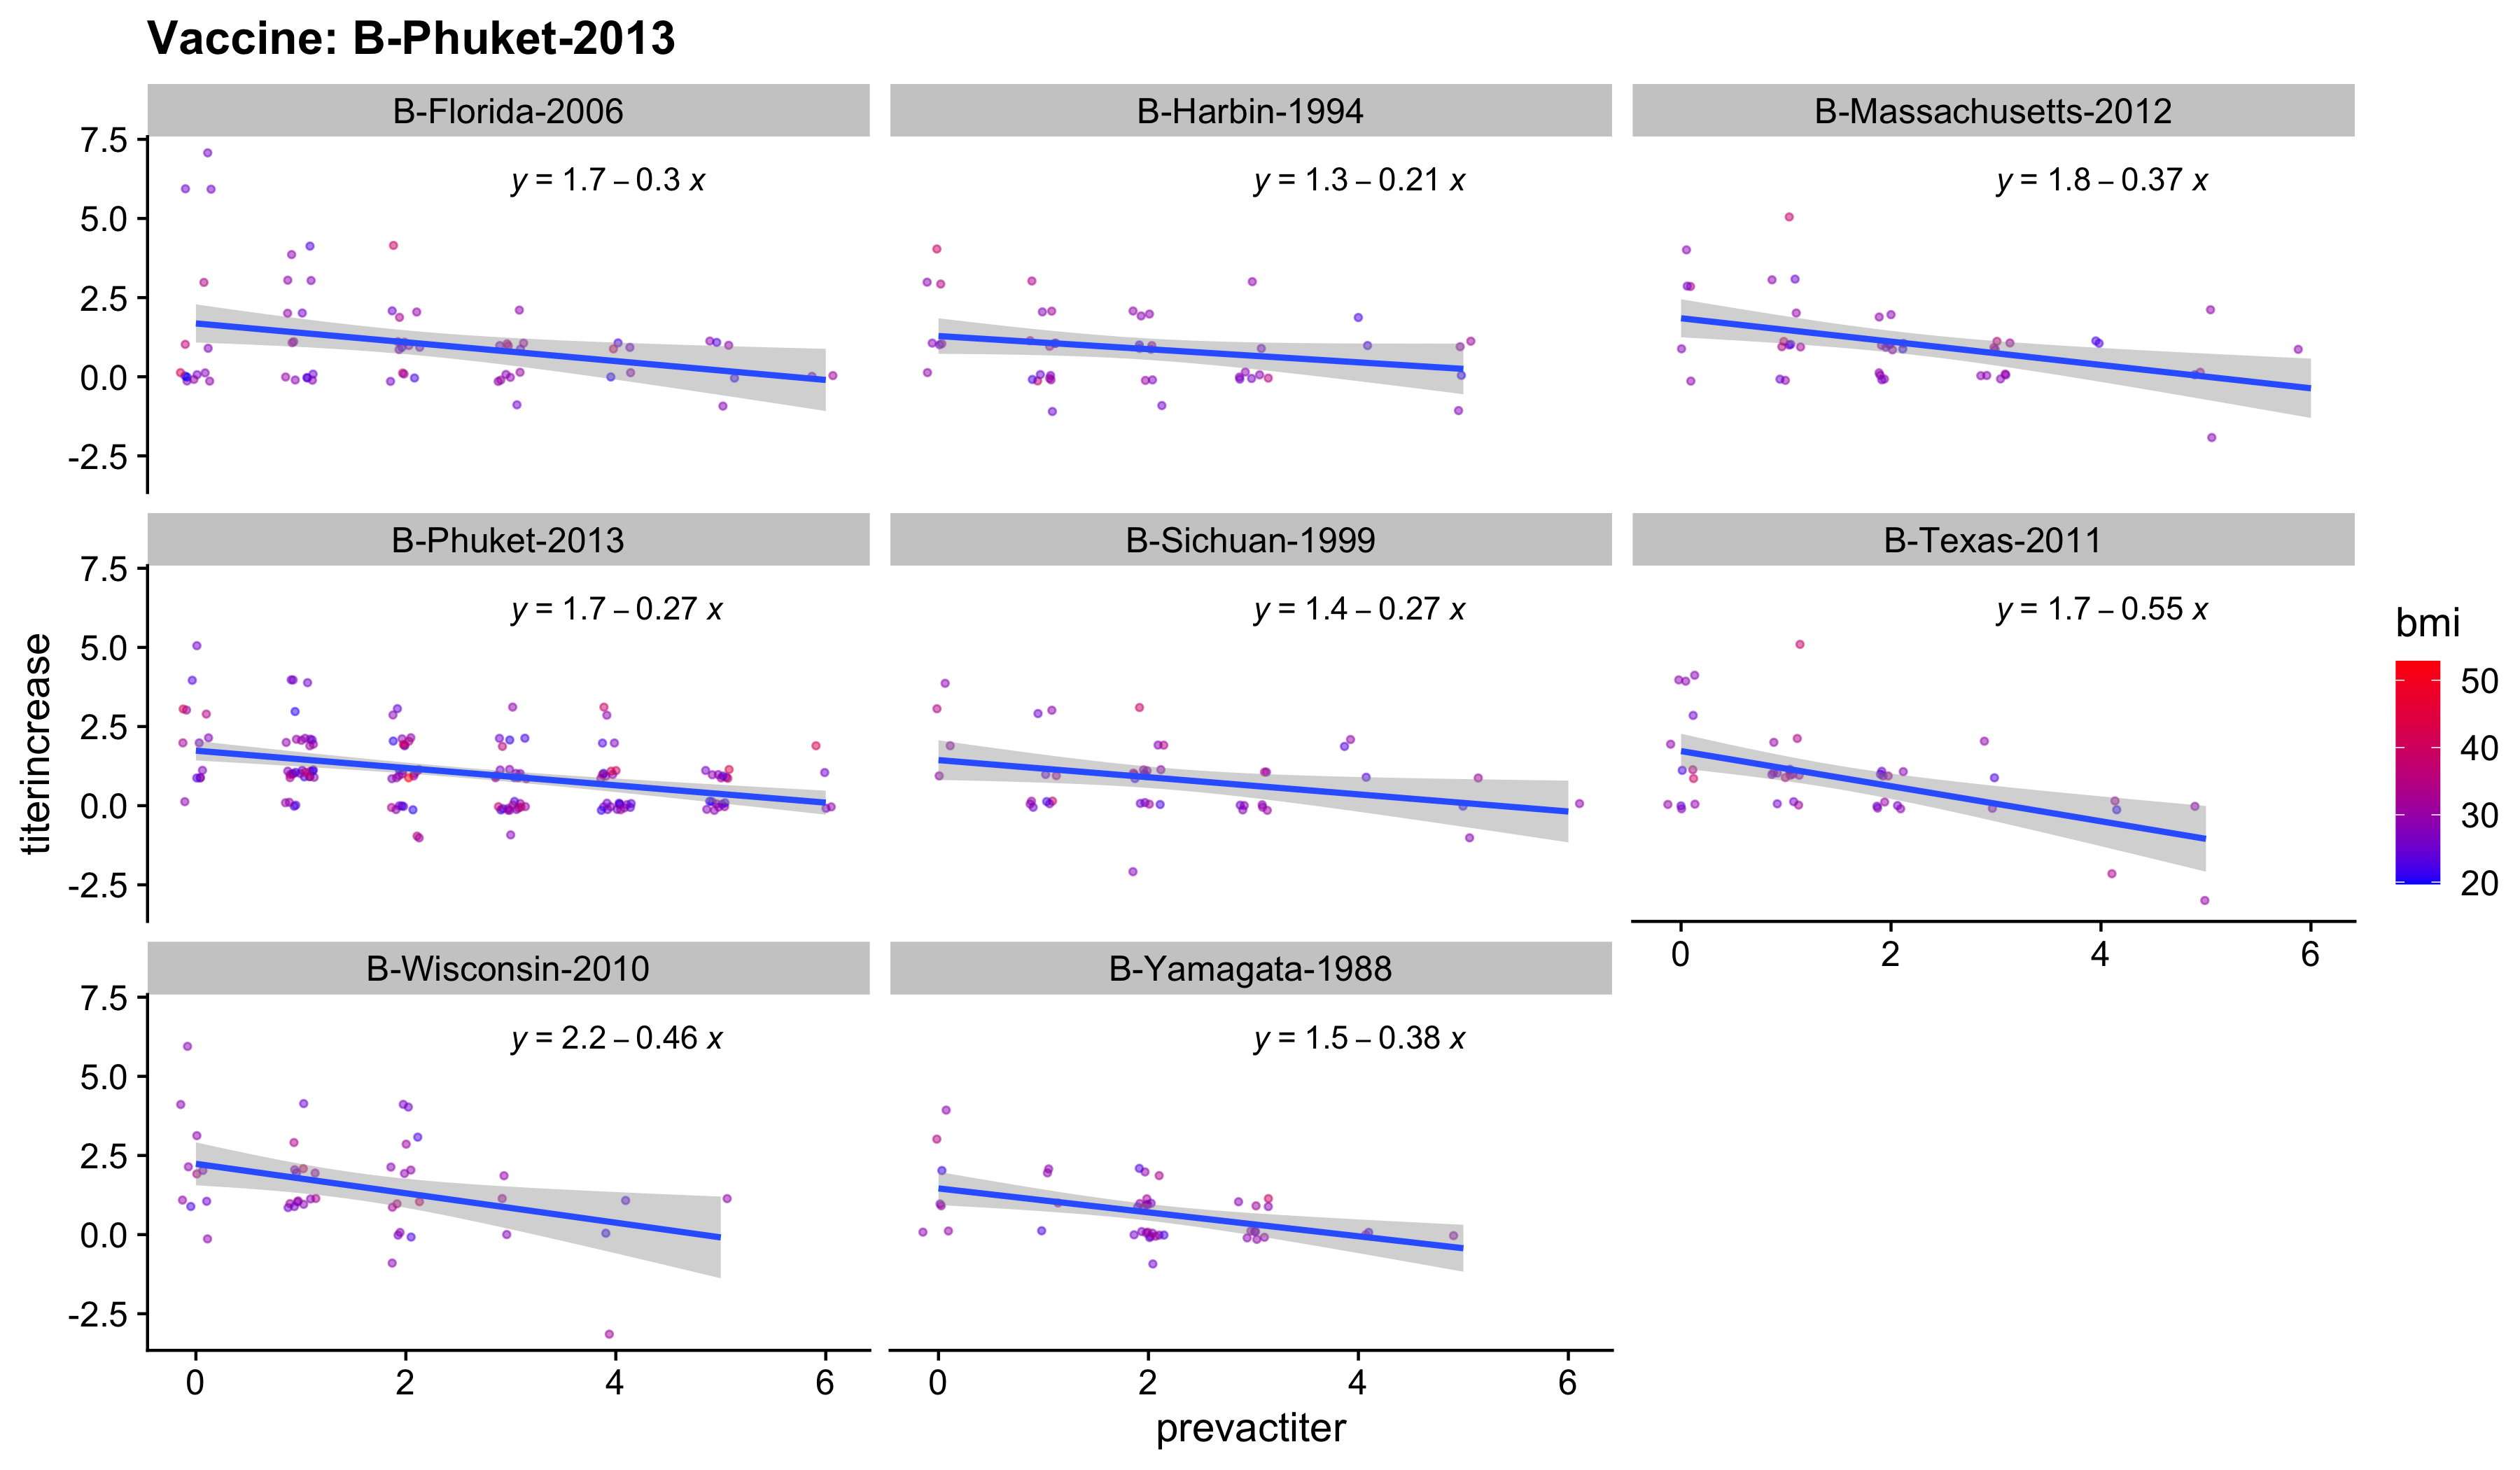 Vaccine: B-Phuket-2013
B-Florida-2006
B-Harbin-1994
B-Massachusetts-2012
7.5
5.0
2.5
0.0
-2.5
y = 1.7 – 0.3 x
y = 1.3 – 0.21 x
y = 1.8 – 0.37 x
B-Phuket-2013
B-Sichuan-1999
B-Texas-2011
7.5
5.0
2.5
0.0
-2.5
y = 1.7 – 0.27 x
y = 1.4 – 0.27 x
y = 1.7 – 0.55 x
0 2 4 6
titerincrease
B-Wisconsin-2010
B-Yamagata-1988
7.5
5.0
2.5
0.0
-2.5
y = 2.2 – 0.46 x
y = 1.5 – 0.38 x
0 2 4 6
0 2 4 6
prevactiter
bmi
50
40
30
20